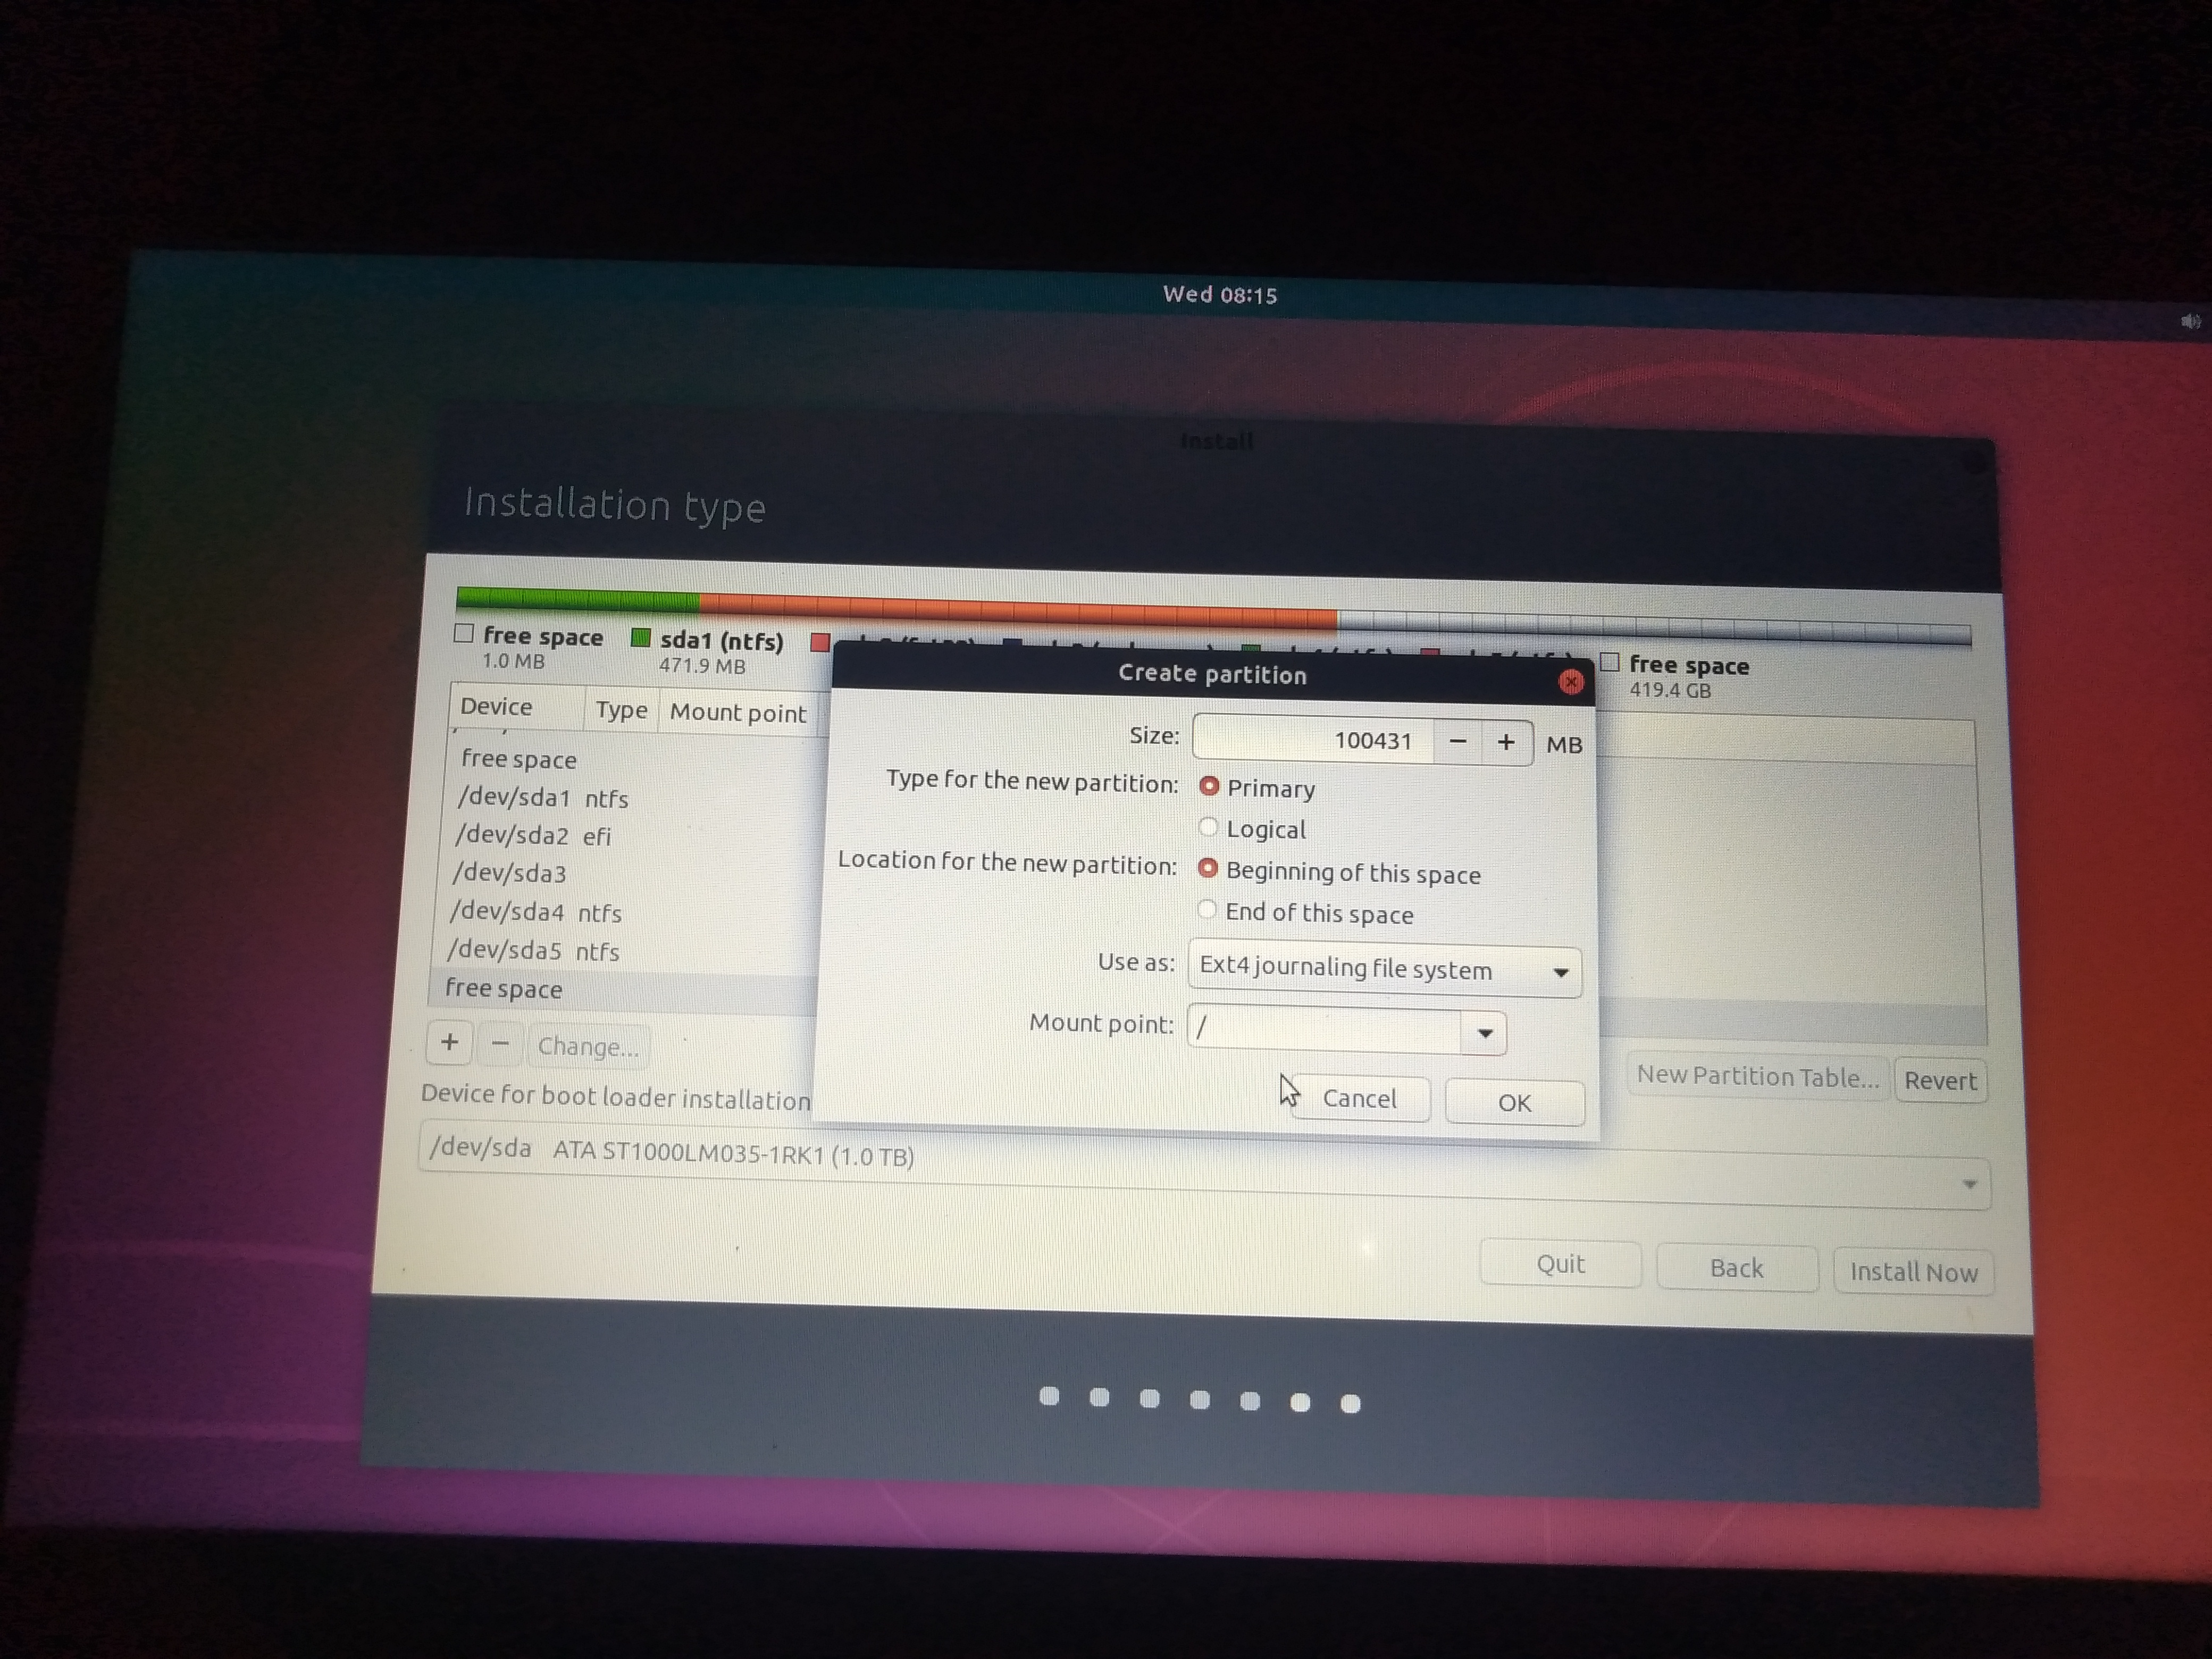 Wed 08:15
Install
Installation type
free space
1.0 MB
sda1 (ntfs)
471.9 MB
free space
419.4 GB
Device Type Mount point
free space
/dev/sda1 ntfs
/dev/sda2 efi
/dev/sda3
/dev/sda4 ntfs
/dev/sda5 ntfs
free space
+ − Change...
New Partition Table... Revert
Device for boot loader installation
/dev/sda ATA ST1000LM035-1RK1 (1.0 TB)
Quit Back Install Now
Create partition
Size: 100431 − + MB
Type for the new partition: Primary
Logical
Location for the new partition: Beginning of this space
End of this space
Use as: Ext4 journaling file system
Mount point: /
Cancel OK